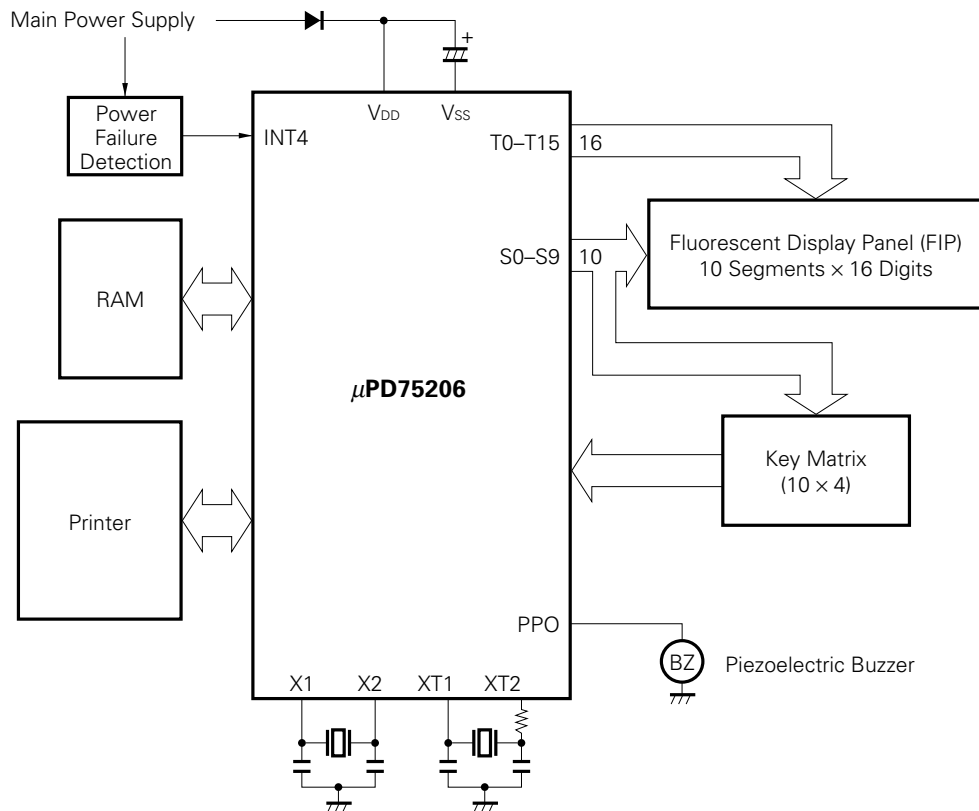 Main Power Supply
+
VDD
VSS
Power
Failure
Detection
INT4
T0–T15
16
Fluorescent Display Panel (FIP)
10 Segments × 16 Digits
S0–S9
10
RAM
μPD75206
Key Matrix
(10 × 4)
Printer
PPO
BZ
Piezoelectric Buzzer
X1
X2
XT1
XT2